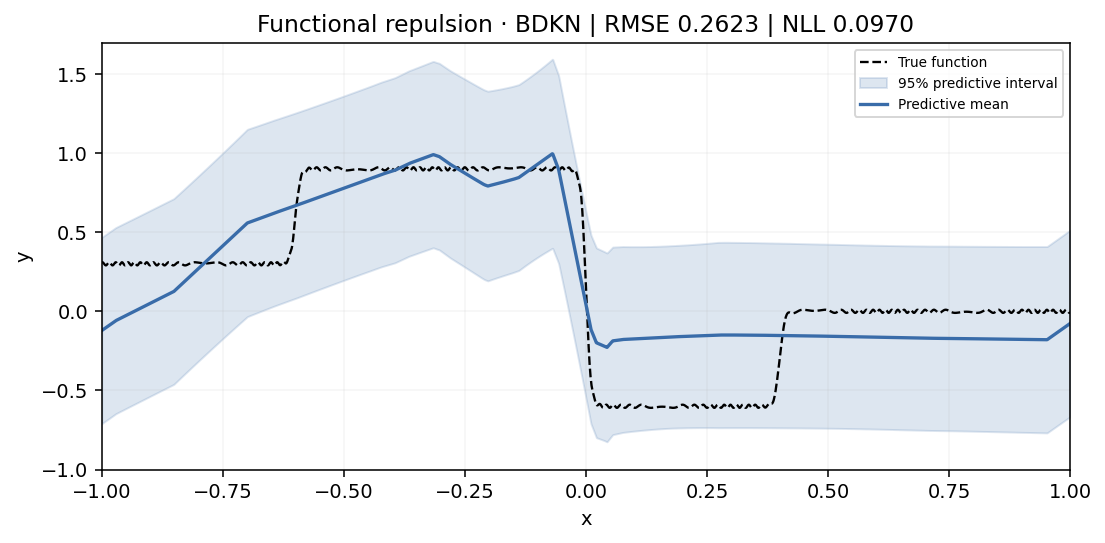 Functional repulsion · BDKN | RMSE 0.2623 | NLL 0.0970
True function
95% predictive interval
Predictive mean
y
1.5
1.0
0.5
0.0
−0.5
−1.0
−1.00 −0.75 −0.50 −0.25 0.00 0.25 0.50 0.75 1.00
x